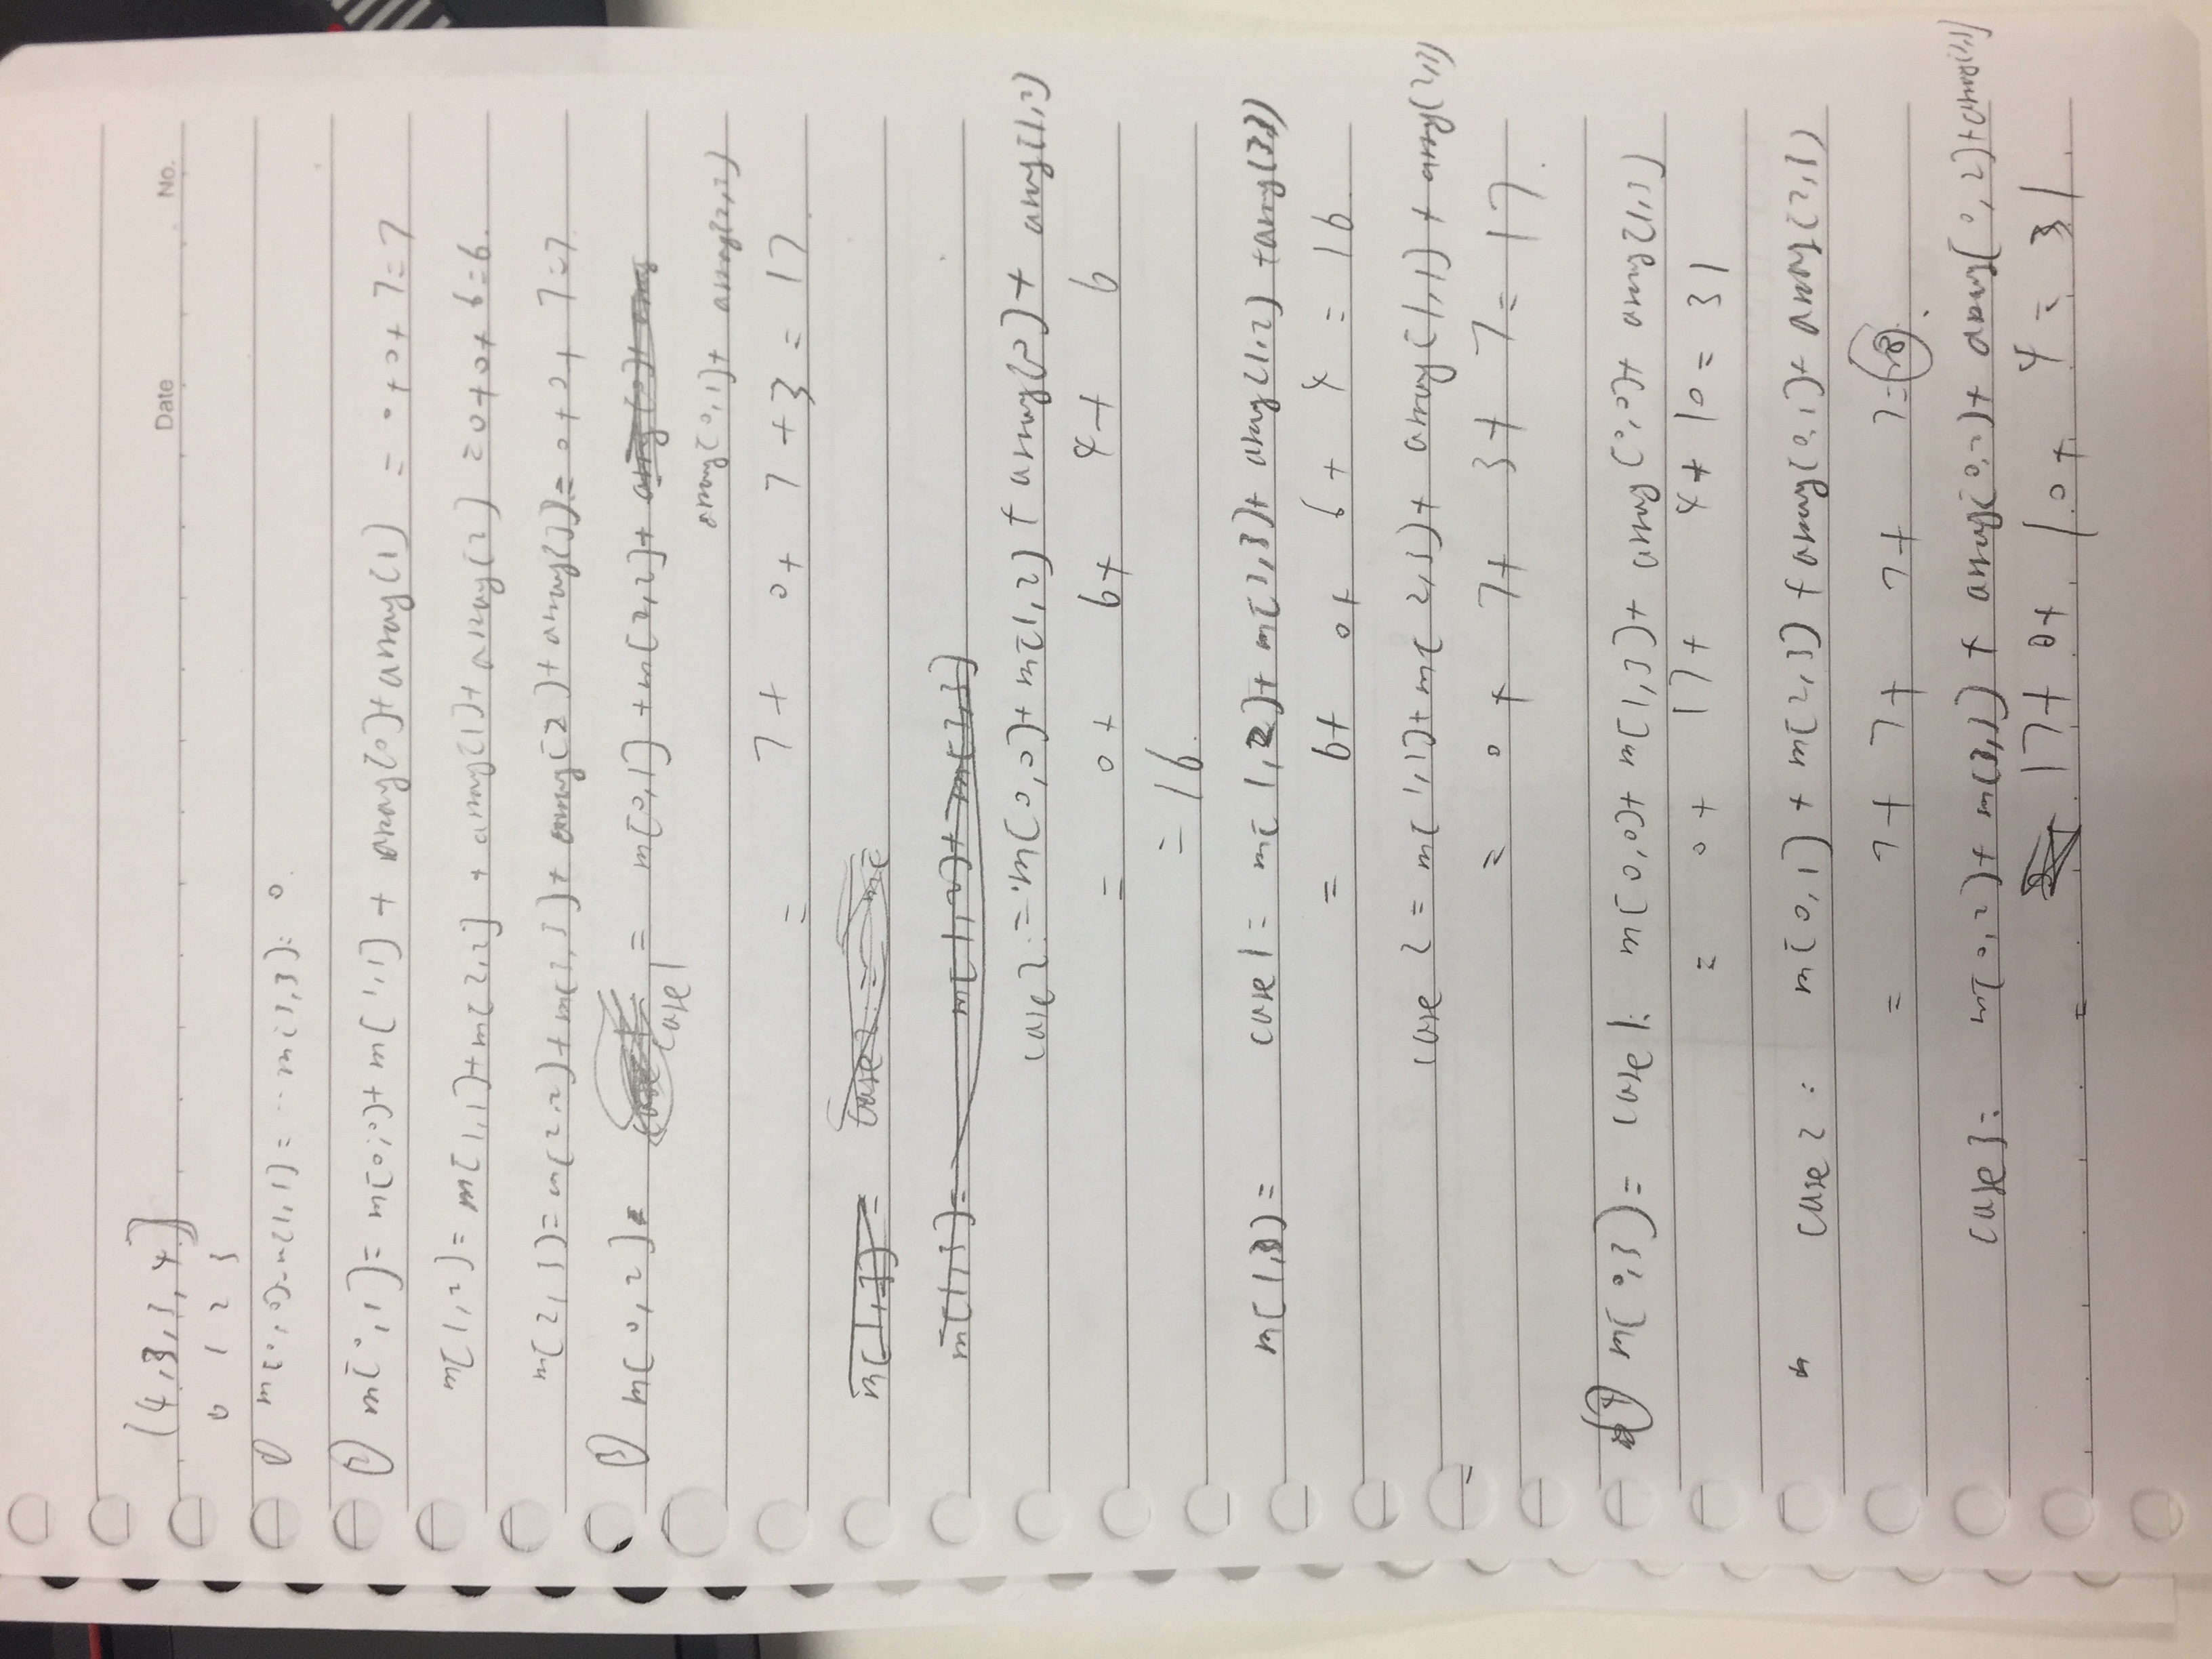 [4,3,3,4]
Date No.
0 1 2 3
① m[0,0]=m[1,1]=...m[3,3]=0.
② m[0,1]=m[0,0]+m[1,1]+array[0]+array[1] =0+0+7=7
m[1,2]=m[1,1]+m[2,2]+array[1]+array[2] =0+0+6=6.
m[2,3]=m[2,2]+m[3,3]+array[2]+array[3]=0+0+7=7
③ m[0,2]= case1 = m[0,1]+m[2,2]+
array[0,1]+array[2,2]
= 7+0+7+3=17.
m[1,3]= case2 = m[
m[1,3]= m[1,2]+m[3,3]
case2:=m[0,0]+m[1,2]+array[0]+array[1,2]
= 0+6+4+6
=16.
m[1,3]= case1= m[1,2]+m[3,3]+array[1,2]+array[3,3]
= 6+0+6+4=16.
case 2=m[1,1]+m[2,3]+array[1,1]+array[2,3]
= 0+7+3+7=17.
④ m[0,3]= case1: m[0,0]+m[1,3]+array[0,0]+array[1,3]
= 0+17+4+10=31
case 2: m[0,1]+m[2,3]+array[0,1]+array[2,3]
= 7+7+7+7=28.
case3: m[0,2]+m[3,3]+array[0,2]+array[0,2]+array[3,3]
= 17+0+10+4=31.